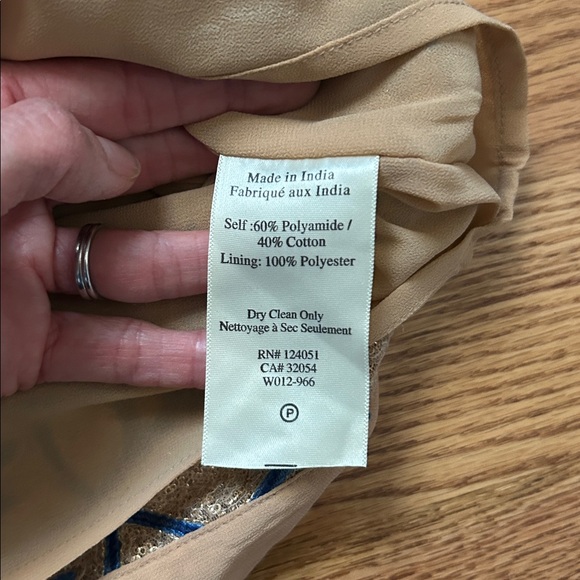 Made in India
Fabriqué aux India
Self :60% Polyamide /
40% Cotton
Lining: 100% Polyester
Dry Clean Only
Nettoyage à Sec Seulement
RN# 124051
CA# 32054
W012-966
P